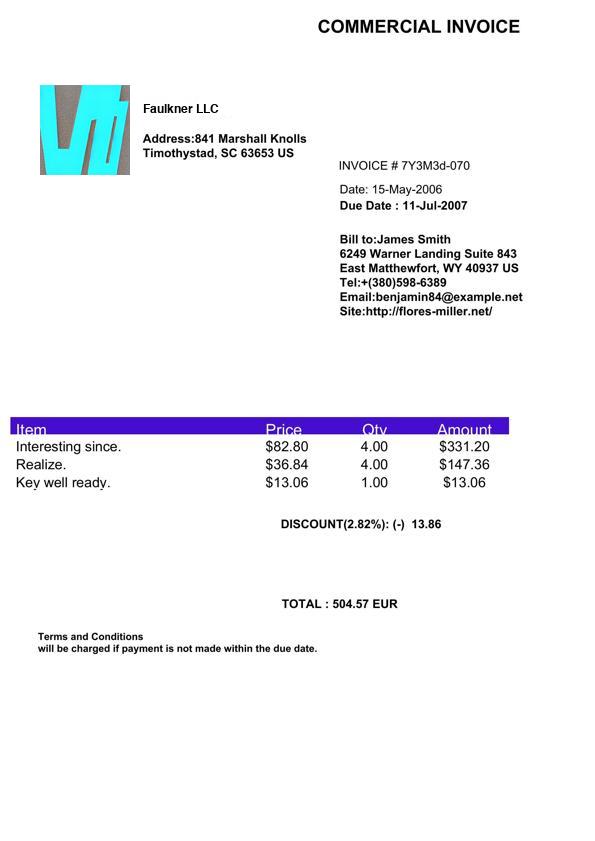 COMMERCIAL INVOICE
Faulkner LLC
Address:841 Marshall Knolls
Timothystad, SC 63653 US
INVOICE # 7Y3M3d-070
Date: 15-May-2006
Due Date : 11-Jul-2007
Bill to:James Smith
6249 Warner Landing Suite 843
East Matthewfort, WY 40937 US
Tel:+(380)598-6389
Email:benjamin84@example.net
Site:http://flores-miller.net/
Item Price Qty Amount
Interesting since. $82.80 4.00 $331.20
Realize. $36.84 4.00 $147.36
Key well ready. $13.06 1.00 $13.06
DISCOUNT(2.82%): (-) 13.86
TOTAL : 504.57 EUR
Terms and Conditions
will be charged if payment is not made within the due date.